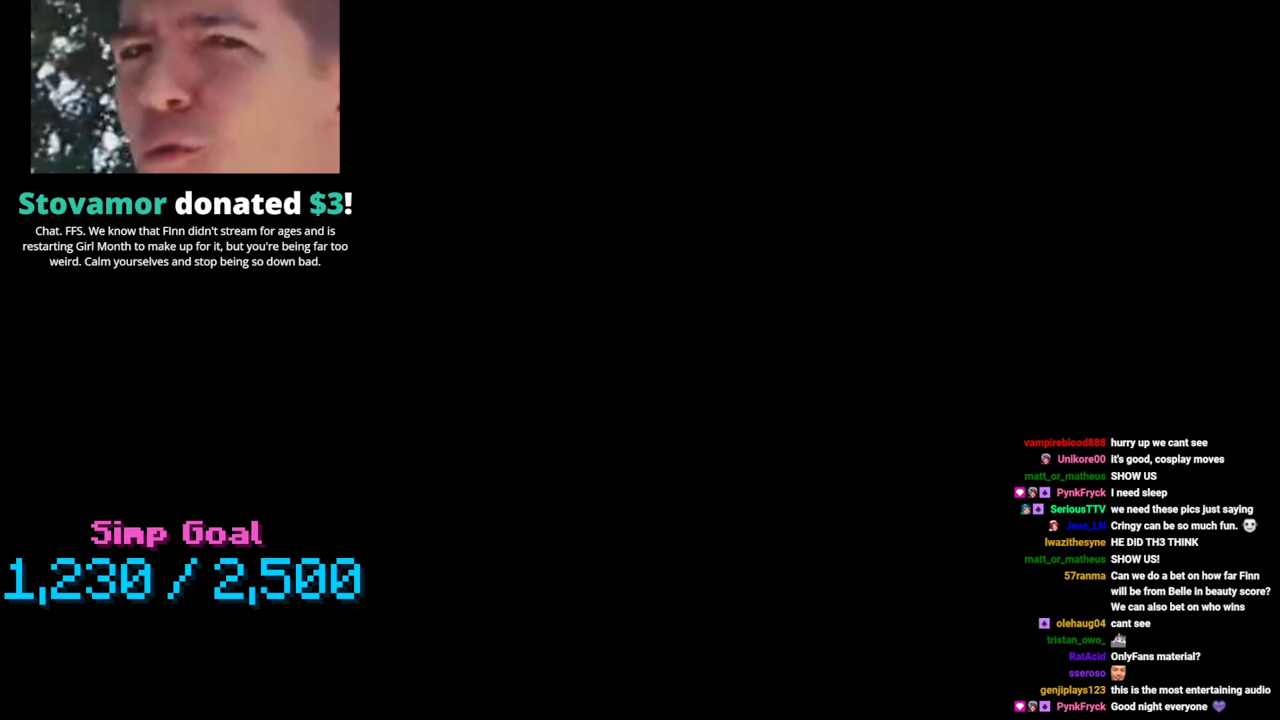 Stovamor donated $3!
Chat. FFS. We know that FInn didn't stream for ages and is
restarting Girl Month to make up for it, but you're being far too
weird. Calm yourselves and stop being so down bad.
Simp Goal
1,230 / 2,500
vampireblood888 hurry up we cant see
Unikore00 it's good, cosplay moves
matt_or_matheus SHOW US
PynkFryck I need sleep
SeriousTTV we need these pics just saying
Jens_LN Cringy can be so much fun.
lwazithesyne HE DID TH3 THINK
matt_or_matheus SHOW US!
57ranma Can we do a bet on how far Finn
will be from Belle in beauty score?
We can also bet on who wins
olehaug04 cant see
tristan_owo_
RatAcid OnlyFans material?
sseroso
genjiplays123 this is the most entertaining audio
PynkFryck Good night everyone